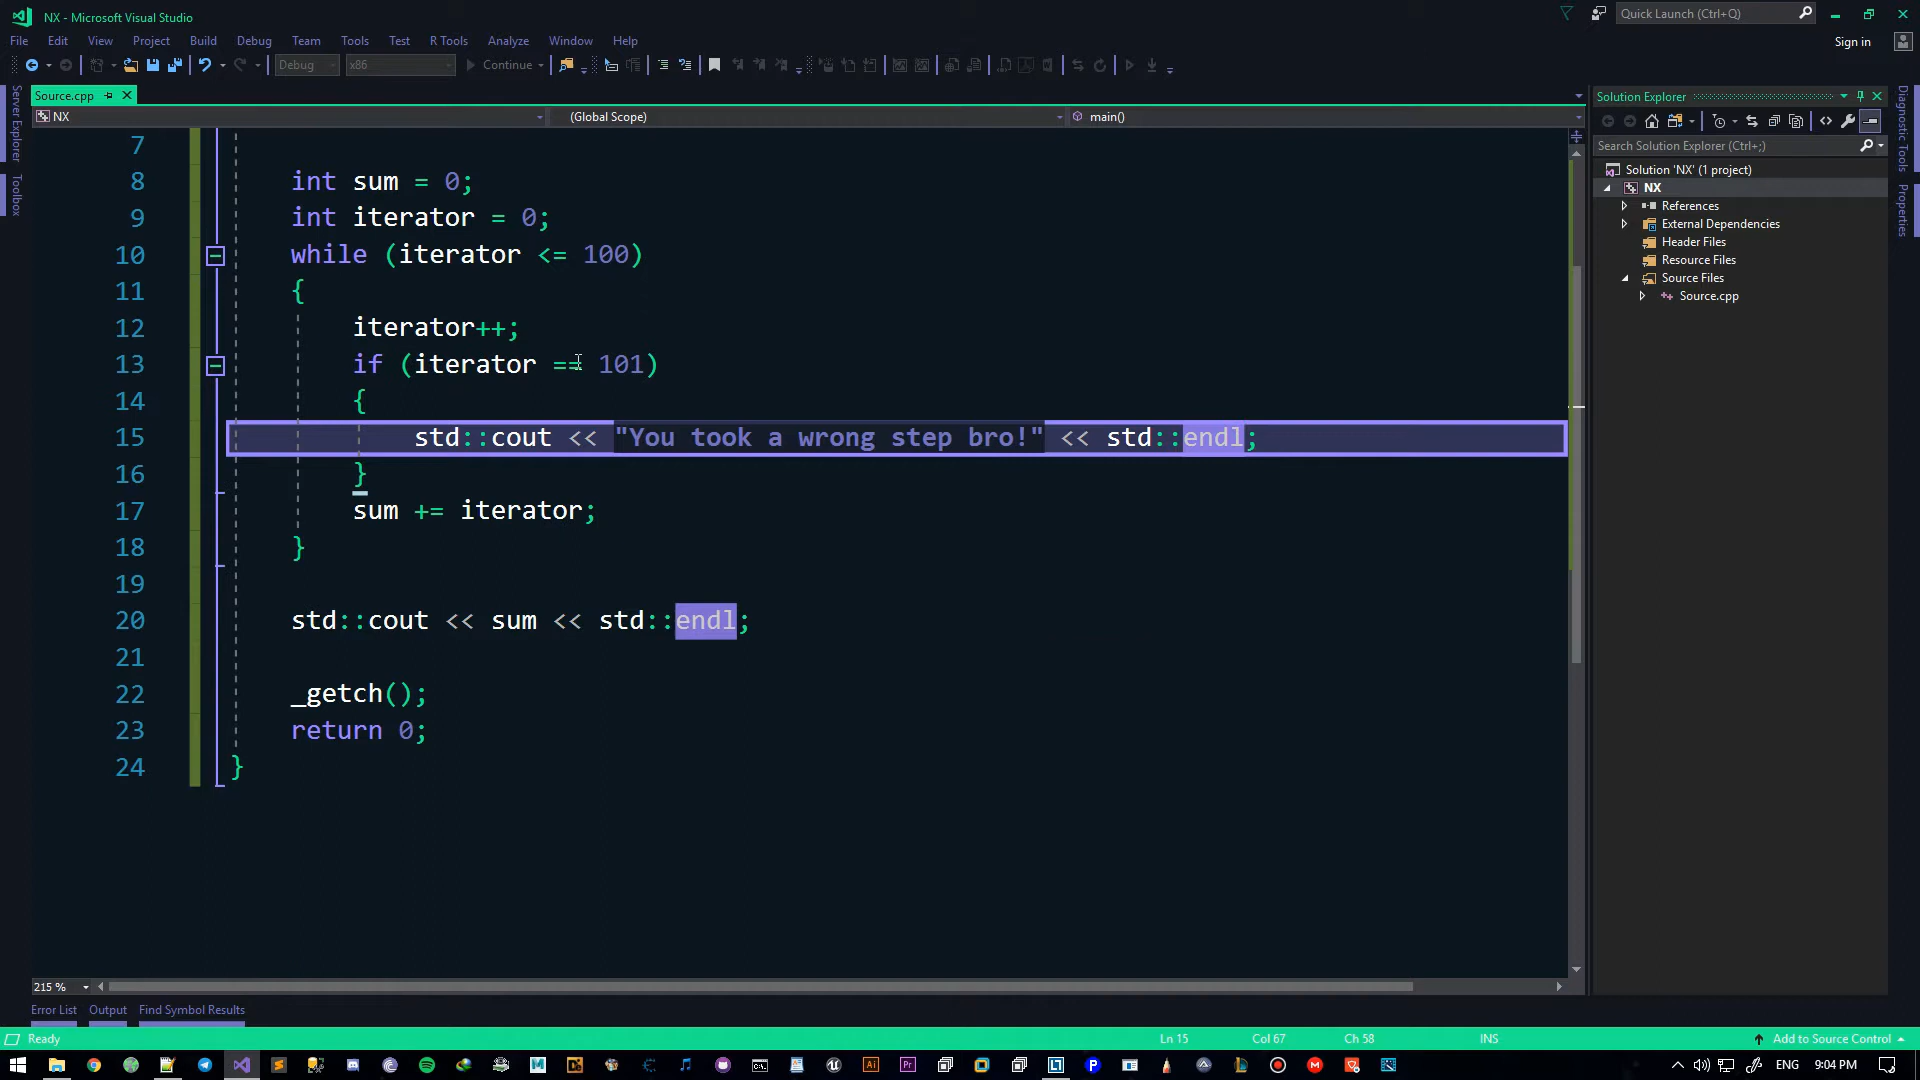 NX - Microsoft Visual Studio
Quick Launch (Ctrl+Q)
File Edit View Project Build Debug Team Tools Test R Tools Analyze Window Help
Sign in
Debug x86 Continue
Source.cpp
NX (Global Scope) main()
Server Explorer
Toolbox
7
8 int sum = 0;
9 int iterator = 0;
10 while (iterator <= 100)
11 {
12 iterator++;
13 if (iterator == 101)
14 {
15 std::cout << "You took a wrong step bro!" << std::endl;
16 }
17 sum += iterator;
18 }
19
20 std::cout << sum << std::endl;
21
22 _getch();
23 return 0;
24 }
Solution Explorer
Search Solution Explorer (Ctrl+;)
Solution 'NX' (1 project)
NX
References
External Dependencies
Header Files
Resource Files
Source Files
Source.cpp
Diagnostic Tools
Properties
215 %
Error List Output Find Symbol Results
Ready Ln 15 Col 67 Ch 58 INS Add to Source Control
ENG 9:04 PM